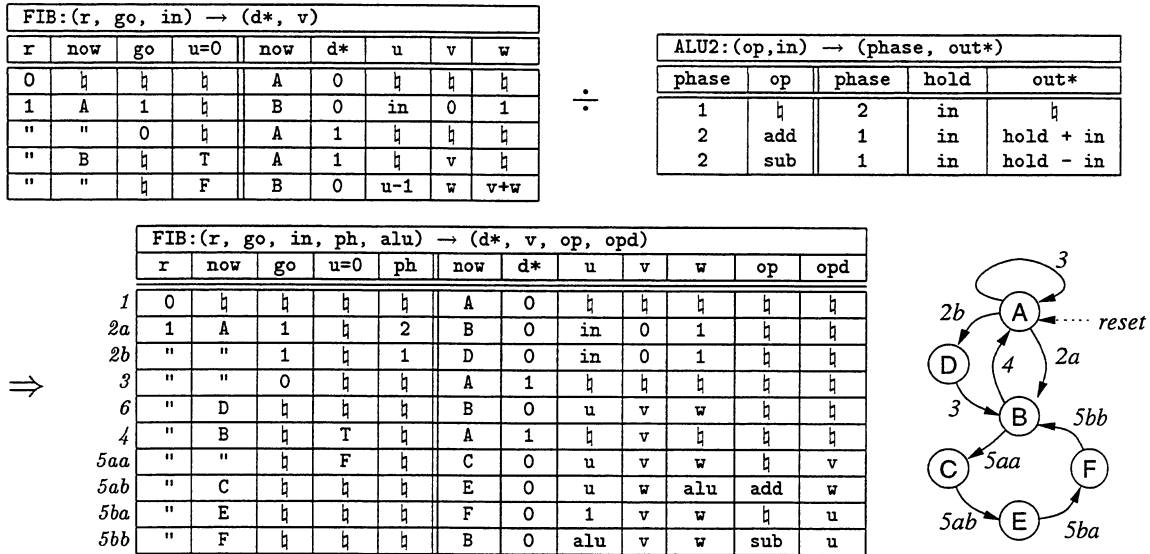 FIB:(r, go, in) → (d*, v)
r now go u=0 now d* u v w
0 ♮ ♮ ♮ A 0 ♮ ♮ ♮
1 A 1 ♮ B 0 in 0 1
" " 0 ♮ A 1 ♮ ♮ ♮
" B ♮ T A 1 ♮ v ♮
" " ♮ F B 0 u-1 w v+w
÷
ALU2:(op,in) → (phase, out*)
phase op phase hold out*
1 ♮ 2 in ♮
2 add 1 in hold + in
2 sub 1 in hold - in
⇒
FIB:(r, go, in, ph, alu) → (d*, v, op, opd)
r now go u=0 ph now d* u v w op opd
1 0 ♮ ♮ ♮ ♮ A 0 ♮ ♮ ♮ ♮ ♮
2a 1 A 1 ♮ 2 B 0 in 0 1 ♮ ♮
2b " " 1 ♮ 1 D 0 in 0 1 ♮ ♮
3 " " 0 ♮ ♮ A 1 ♮ ♮ ♮ ♮ ♮
6 " D ♮ ♮ ♮ B 0 u v w ♮ ♮
4 " B ♮ T ♮ A 1 ♮ v ♮ ♮ ♮
5aa " " ♮ F ♮ C 0 u v w ♮ v
5ab " C ♮ ♮ ♮ E 0 u w alu add w
5ba " E ♮ ♮ ♮ F 0 1 v w ♮ u
5bb " F ♮ ♮ ♮ B 0 alu v w sub u
3
A
reset
2b
2a
4
D
3
B
5bb
5aa
C
F
5ab
E
5ba